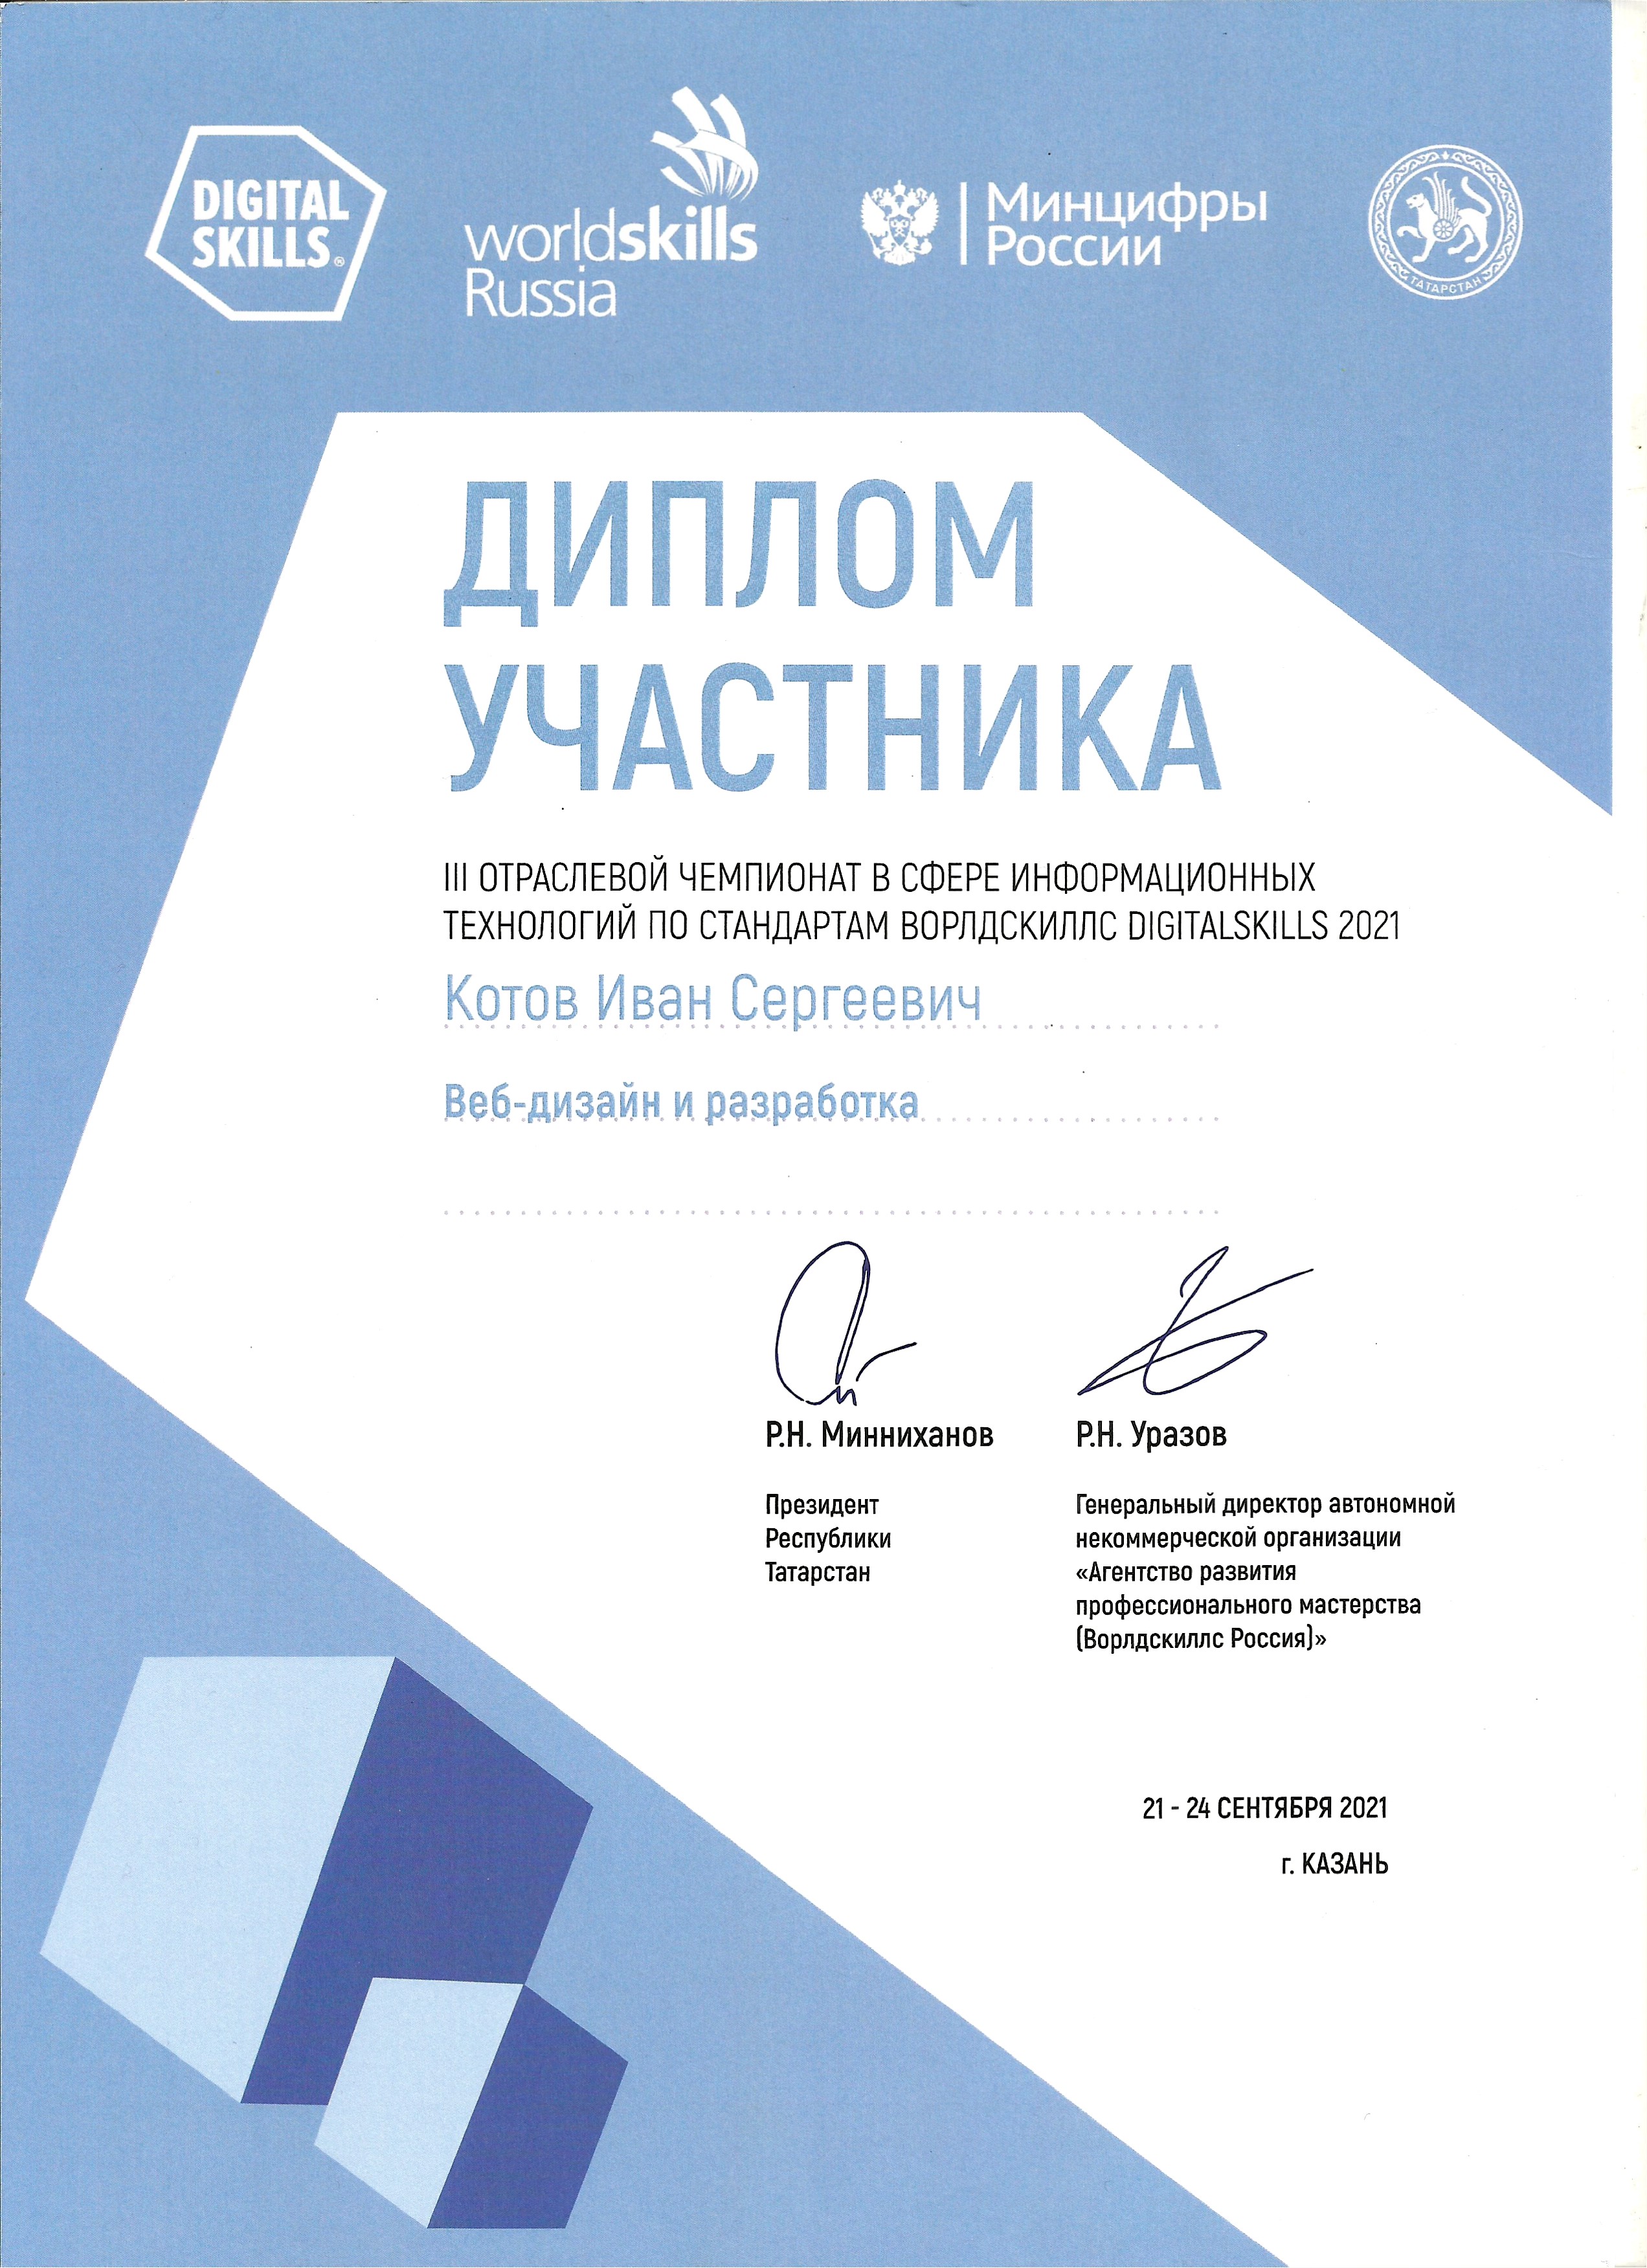 DIGITAL
SKILLS®
worldskills
Russia
Минцифры
России
ТАТАРСТАН
ДИПЛОМ
УЧАСТНИКА
III ОТРАСЛЕВОЙ ЧЕМПИОНАТ В СФЕРЕ ИНФОРМАЦИОННЫХ
ТЕХНОЛОГИЙ ПО СТАНДАРТАМ ВОРЛДСКИЛЛС DIGITALSKILLS 2021
Котов Иван Сергеевич
Веб-дизайн и разработка
Р.Н. Минниханов
Президент
Республики
Татарстан
Р.Н. Уразов
Генеральный директор автономной
некоммерческой организации
«Агентство развития
профессионального мастерства
(Ворлдскиллс Россия)»
21 - 24 СЕНТЯБРЯ 2021
г. КАЗАНЬ